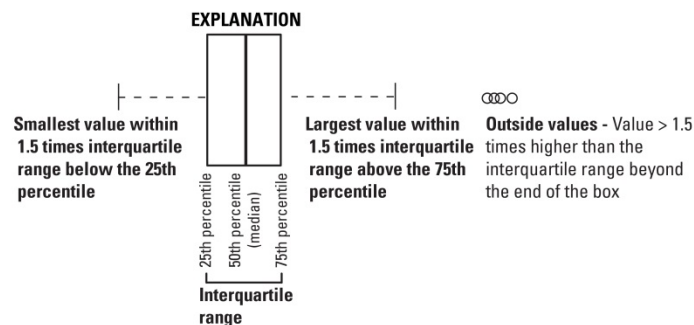 EXPLANATION
Smallest value within
1.5 times interquartile
range below the 25th
percentile
Largest value within
1.5 times interquartile
range above the 75th
percentile
Outside values - Value > 1.5
times higher than the
interquartile range beyond
the end of the box
25th percentile
50th percentile
(median)
75th percentile
Interquartile
range